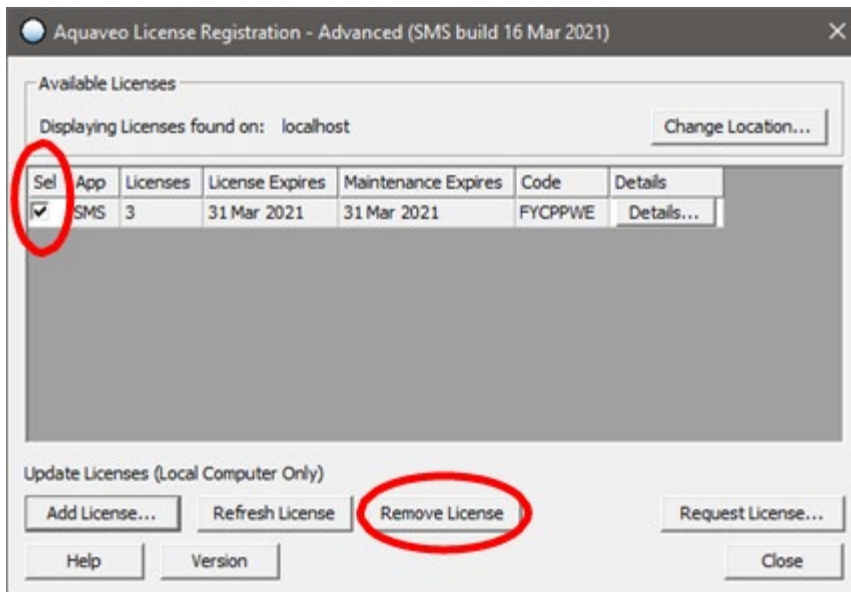 Aquaveo License Registration - Advanced (SMS build 16 Mar 2021)
Available Licenses
Displaying Licenses found on: localhost
Change Location...
Sel App Licenses License Expires Maintenance Expires Code Details
SMS 3 31 Mar 2021 31 Mar 2021 FYCPPWE Details...
Update Licenses (Local Computer Only)
Add License... Refresh License Remove License Request License...
Help Version Close